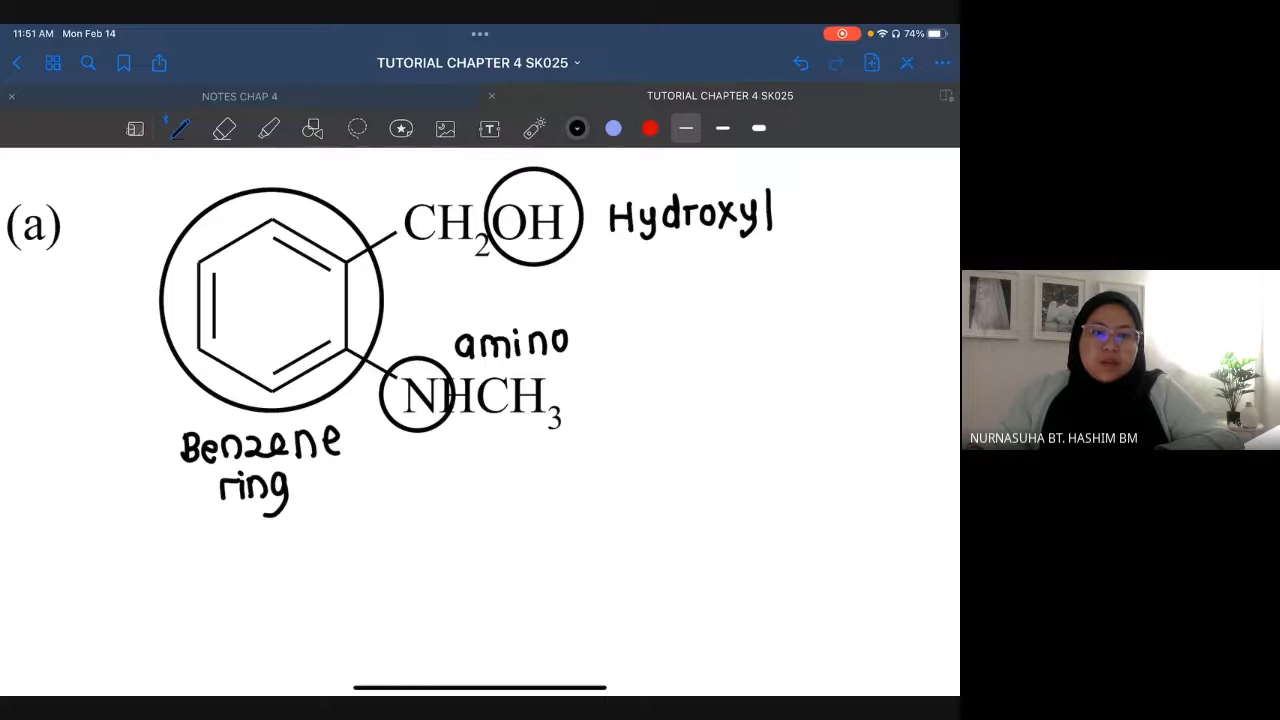 11:51 AM Mon Feb 14
74%
TUTORIAL CHAPTER 4 SK025
NOTES CHAP 4
TUTORIAL CHAPTER 4 SK025
T
(a)
CH₂OH Hydroxyl
amino
NHCH₃
Benzene
ring
NURNASUHA BT. HASHIM BM